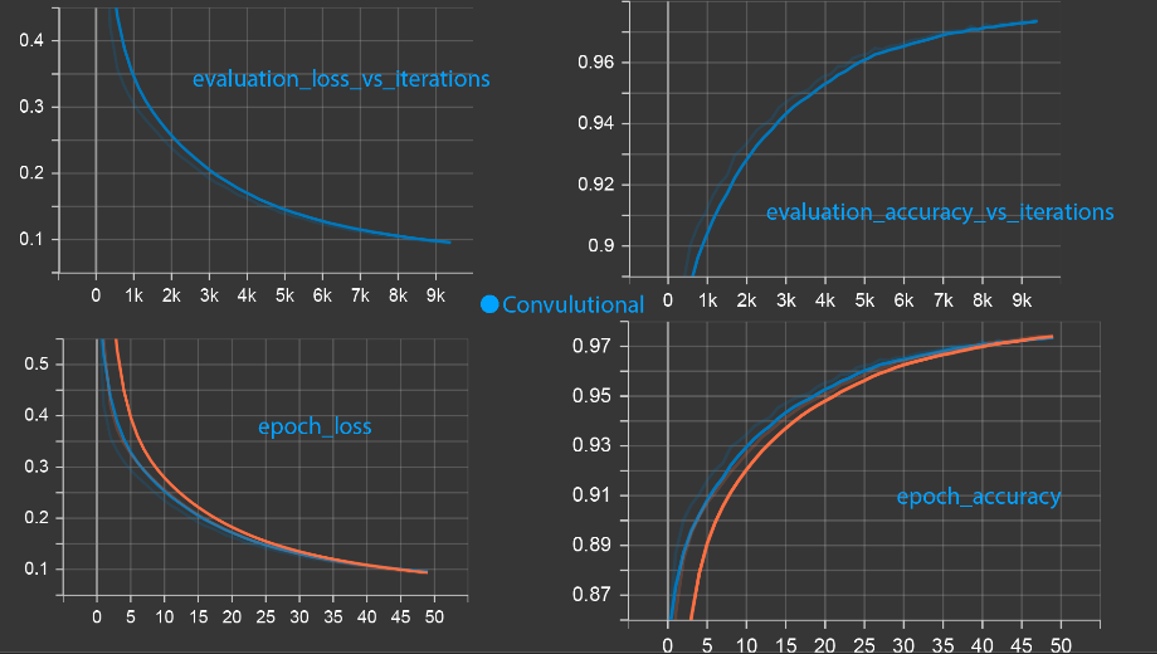 0.4
0.3
0.2
0.1
0 1k 2k 3k 4k 5k 6k 7k 8k 9k
evaluation_loss_vs_iterations
0.96
0.94
0.92
0.9
0 1k 2k 3k 4k 5k 6k 7k 8k 9k
evaluation_accuracy_vs_iterations
Convulutional
0.5
0.4
0.3
0.2
0.1
0 5 10 15 20 25 30 35 40 45 50
epoch_loss
0.97
0.95
0.93
0.91
0.89
0.87
0 5 10 15 20 25 30 35 40 45 50
epoch_accuracy